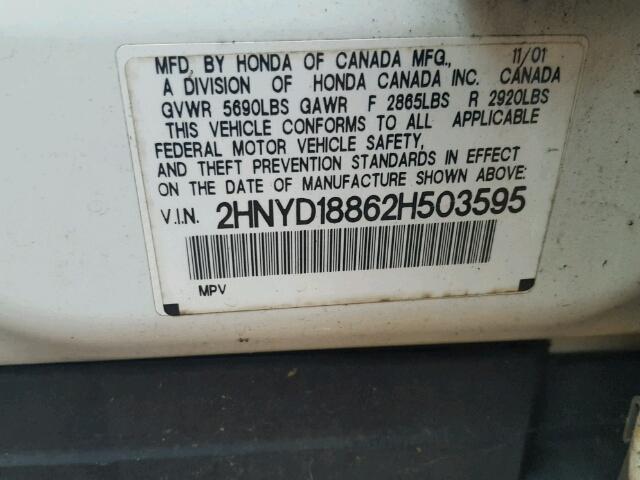 MFD. BY HONDA OF CANADA MFG., 11/01
A DIVISION OF HONDA CANADA INC. CANADA
GVWR 5690LBS GAWR F 2865LBS R 2920LBS
THIS VEHICLE CONFORMS TO ALL APPLICABLE
FEDERAL MOTOR VEHICLE SAFETY,
AND THEFT PREVENTION STANDARDS IN EFFECT
ON THE DATE OF MANUFACTURE SHOWN ABOVE:
V.I.N. 2HNYD18862H503595
MPV